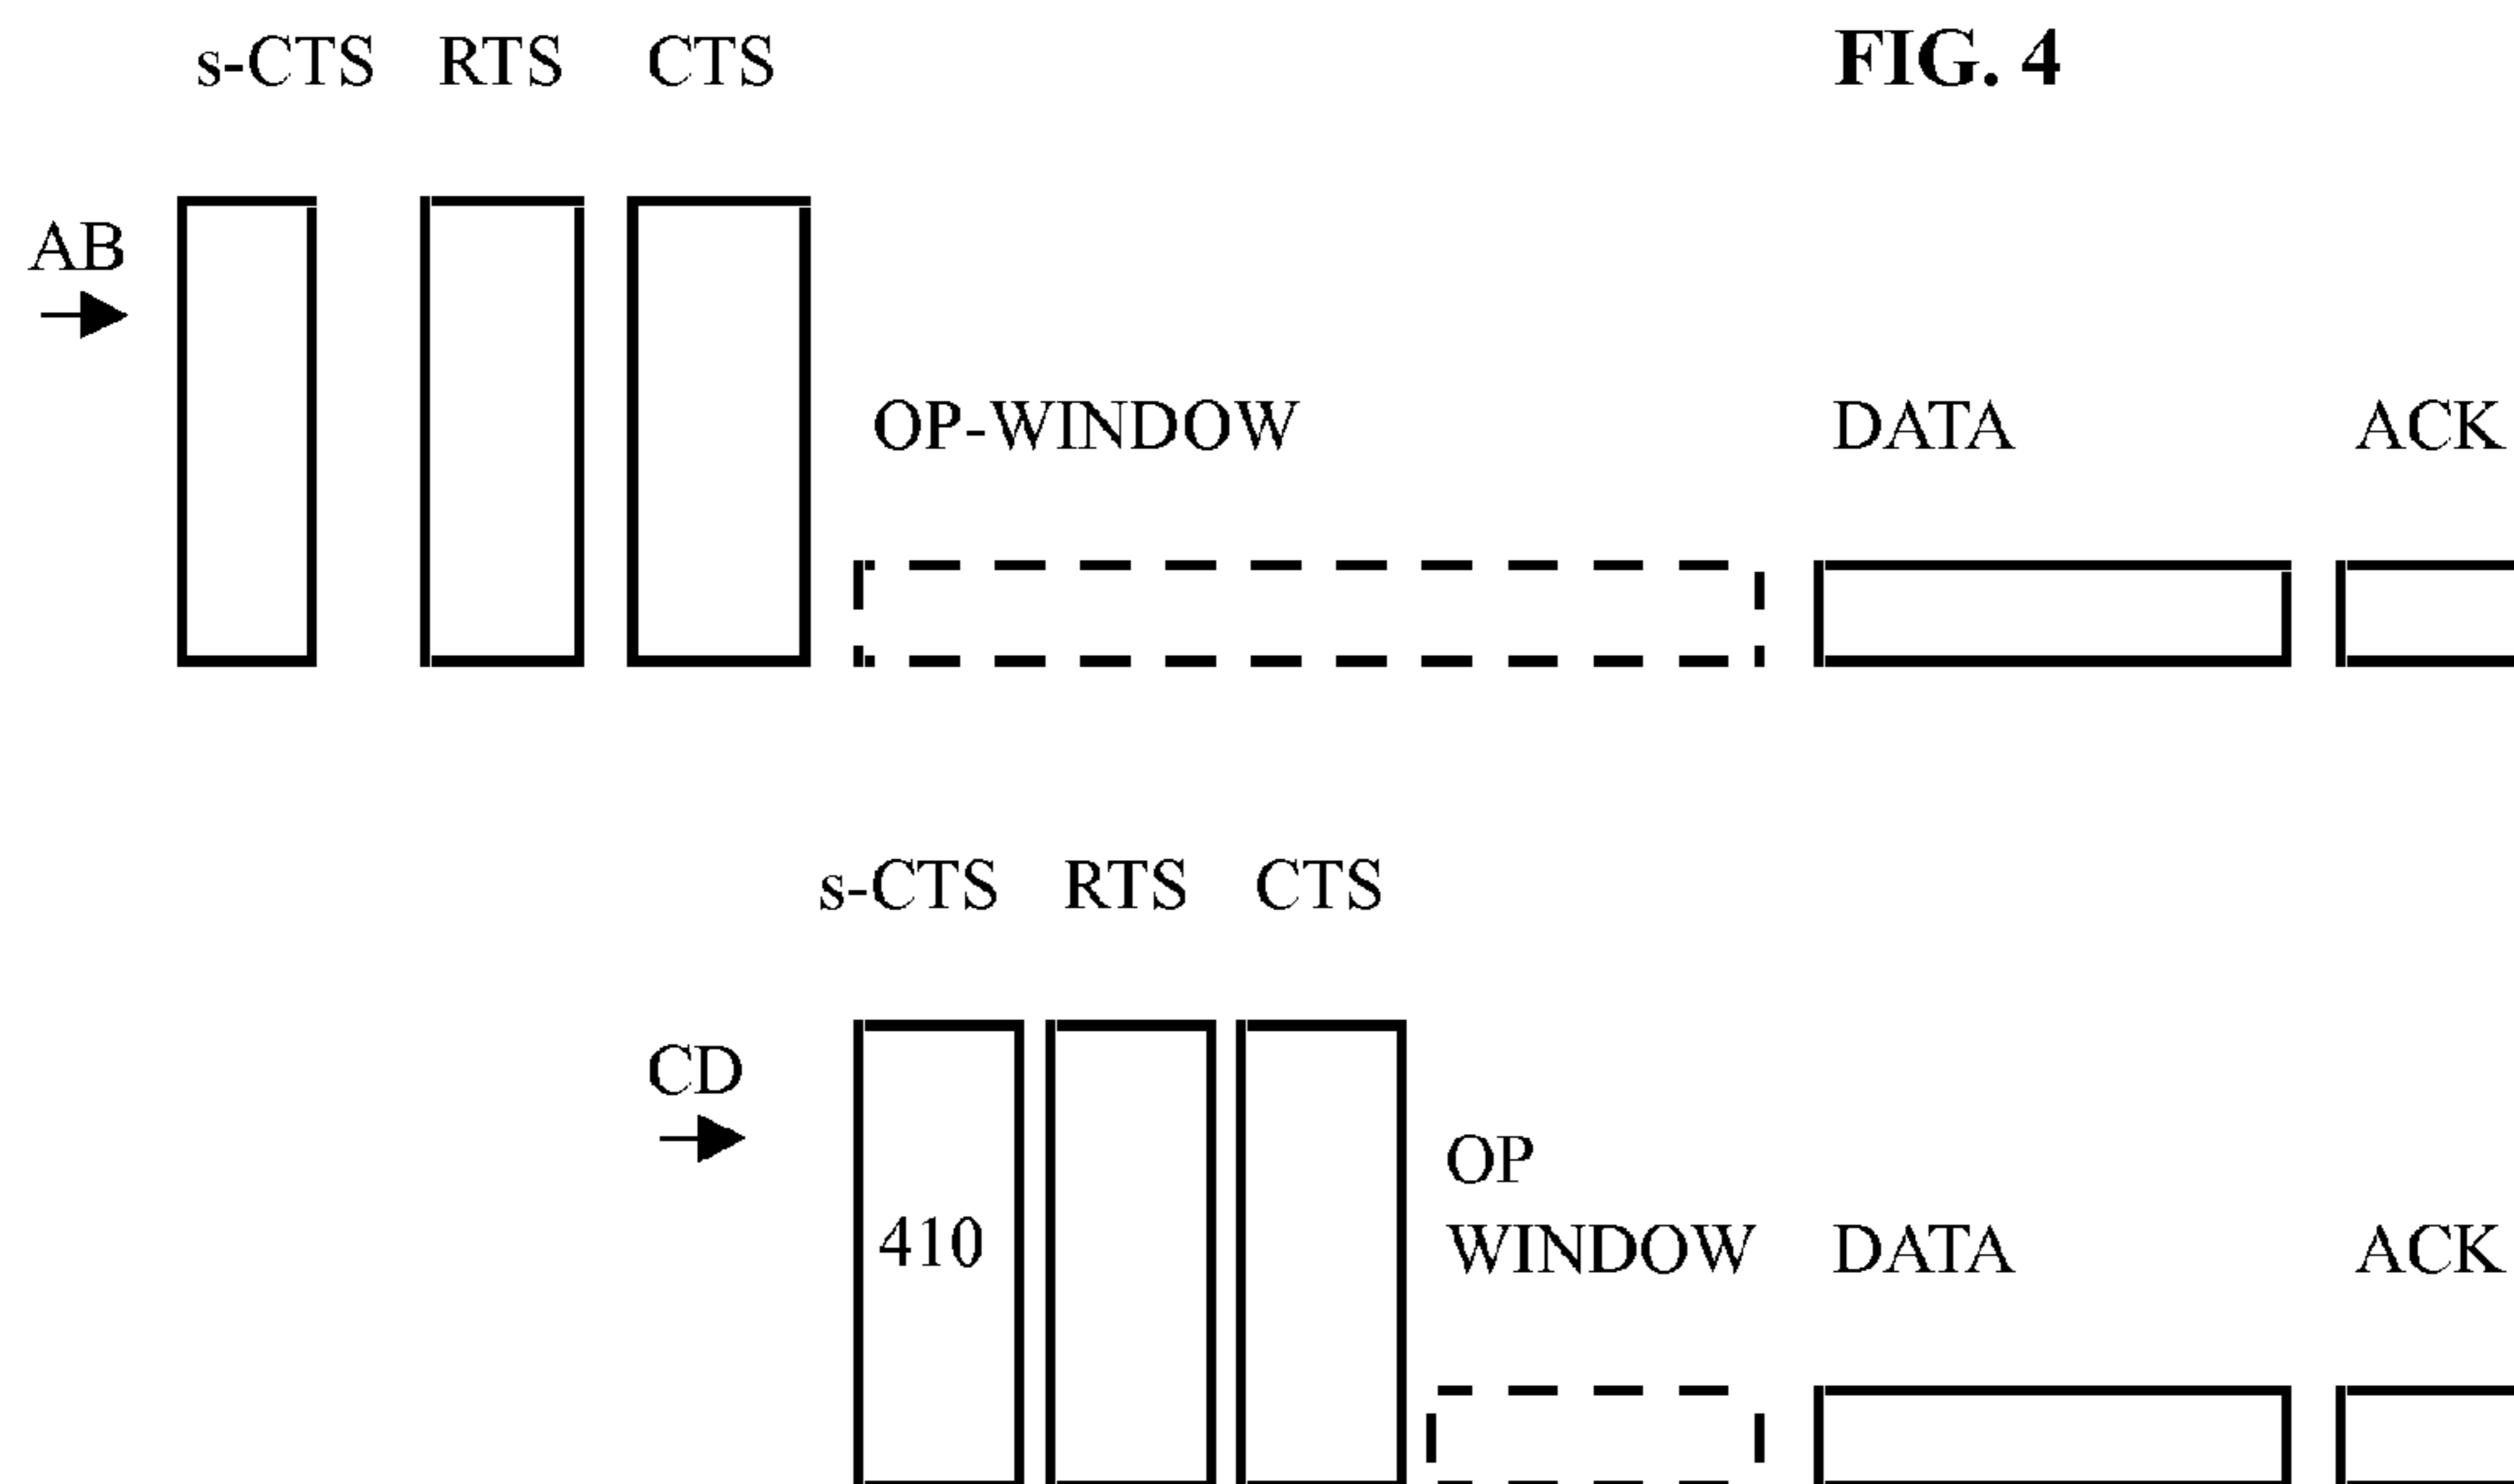 s-CTS RTS CTS
FIG. 4
AB
OP-WINDOW DATA ACK
s-CTS RTS CTS
CD
OP
WINDOW DATA ACK
410